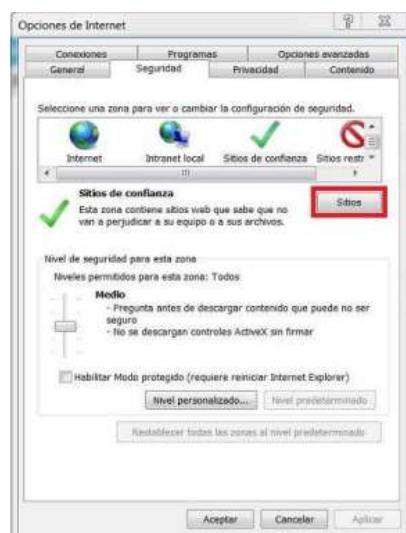 Opciones de Internet
Conexiones Programas Opciones avanzadas
General Seguridad Privacidad Contenido
Seleccione una zona para ver o cambiar la configuración de seguridad.
Internet Intranet local Sitios de confianza Sitios restr
Sitios de confianza
Sitios
Esta zona contiene sitios web que sabe que no
van a perjudicar a su equipo o a sus archivos.
Nivel de seguridad para esta zona
Niveles permitidos para esta zona: Todos
Medio
- Pregunta antes de descargar contenido que puede no ser
seguro
- No se descargan controles ActiveX sin firmar
Habilitar Modo protegido (requiere reiniciar Internet Explorer)
Nivel personalizado... Nivel predeterminado
Restablecer todas las zonas al nivel predeterminado
Aceptar Cancelar Aplicar